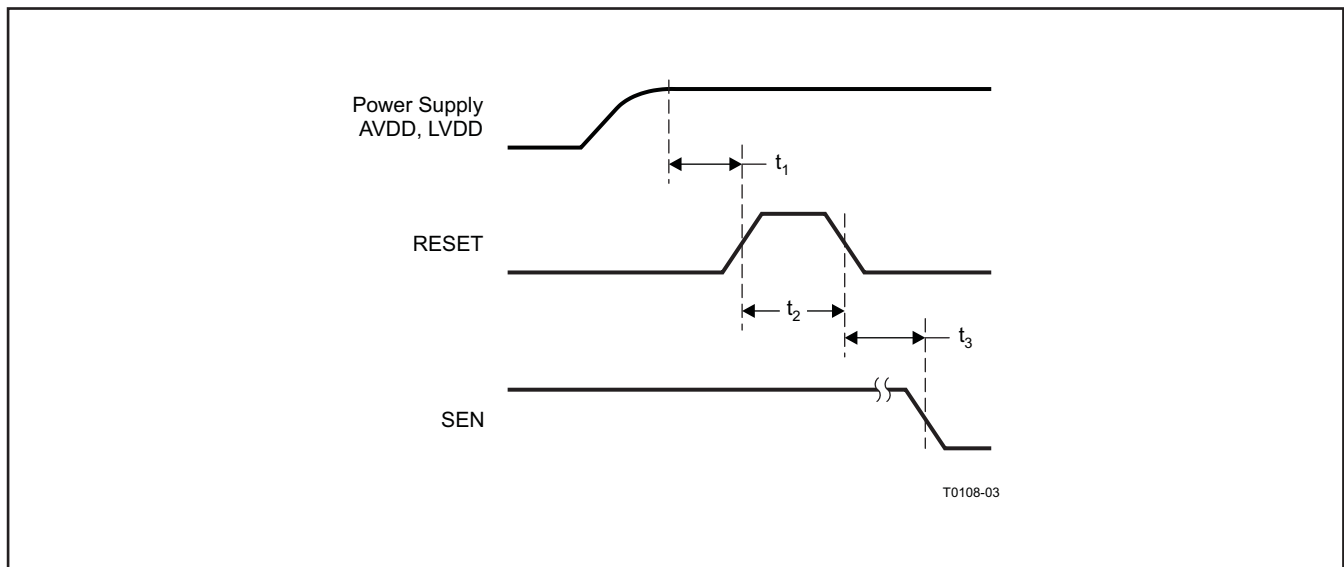 Power Supply
AVDD, LVDD
t1
RESET
t2
t3
SEN
T0108-03